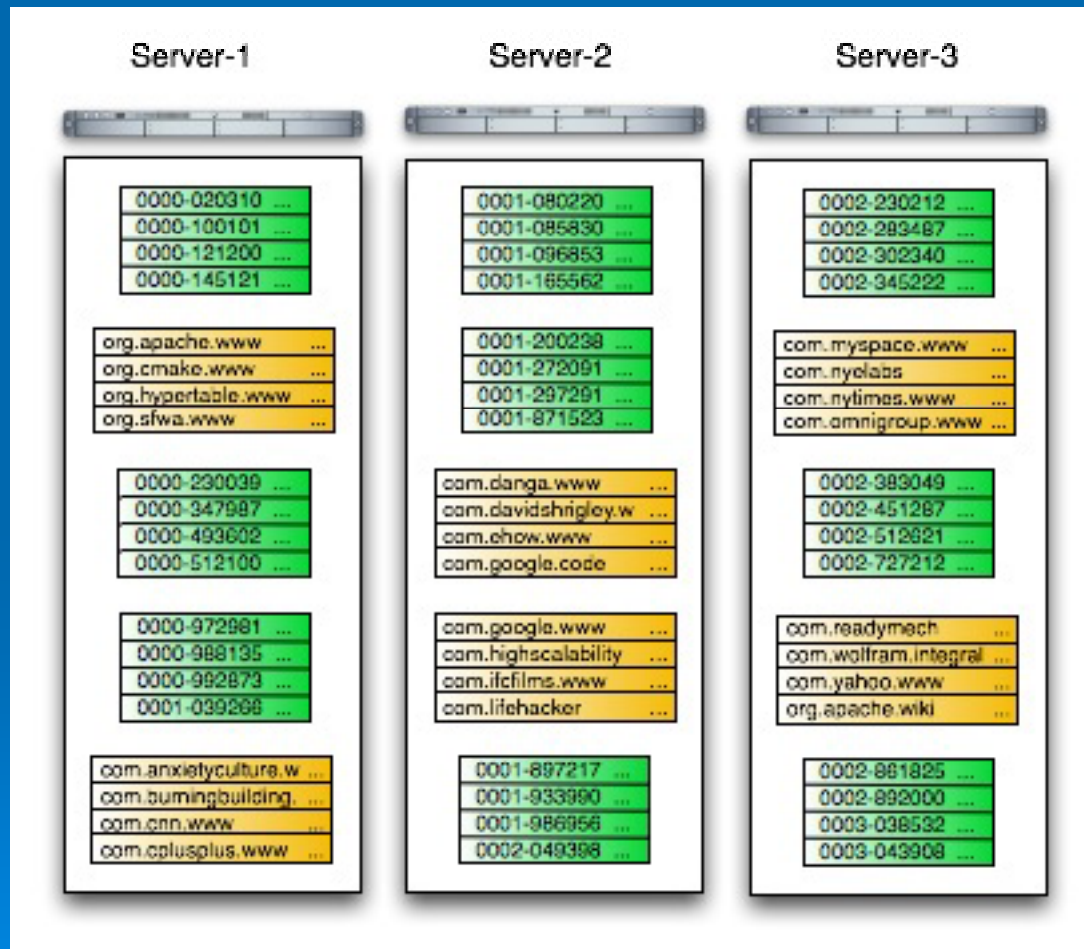 Server-1
0000-020310 ...
0000-100101 ...
0000-121200 ...
0000-145121 ...
org.apache.www ...
org.cmake.www ...
org.hypertable.www ...
org.sfwa.www ...
0000-230039 ...
0000-347987 ...
0000-493602 ...
0000-512100 ...
0000-972981 ...
0000-988135 ...
0000-992873 ...
0001-039266 ...
com.anxietyculture.w ...
com.burningbuilding. ...
com.cnn.www ...
com.cplusplus.www ...
Server-2
0001-080220 ...
0001-085830 ...
0001-096853 ...
0001-165562 ...
0001-200238 ...
0001-272091 ...
0001-297291 ...
0001-871523 ...
com.danga.www ...
com.davidshrigley.w ...
com.ehow.www ...
com.google.code ...
com.google.www ...
com.highscalability ...
com.ifcfilms.www ...
com.lifehacker ...
0001-897217 ...
0001-933990 ...
0001-986956 ...
0002-049398 ...
Server-3
0002-230212 ...
0002-283487 ...
0002-302340 ...
0002-345222 ...
com.myspace.www ...
com.nyelabs ...
com.nytimes.www ...
com.omnigroup.www ...
0002-383049 ...
0002-451287 ...
0002-512621 ...
0002-727212 ...
com.readymech ...
com.wolfram.integral ...
com.yahoo.www ...
org.apache.wiki ...
0002-861825 ...
0002-892000 ...
0003-038532 ...
0003-043908 ...